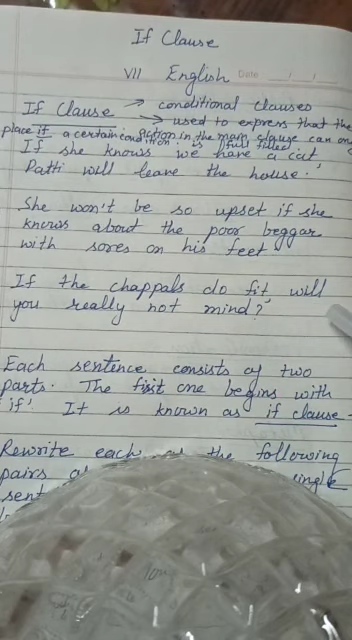 If Clause
VII English Date / /
If Clause → conditional clauses
→ used to express that the
action in the main clause can on
place if a certain condition is full filled
If she knows we have a cat
Patti will leave the house.'
She won't be so upset if she
knows about the poor beggar
with sores on his feet
If the chappals do fit, will
you really not mind?'
Each sentence consists of two
parts. The first one begins with
'if'. It is known as if clause-
Rewrite each of the following
pairs
sent